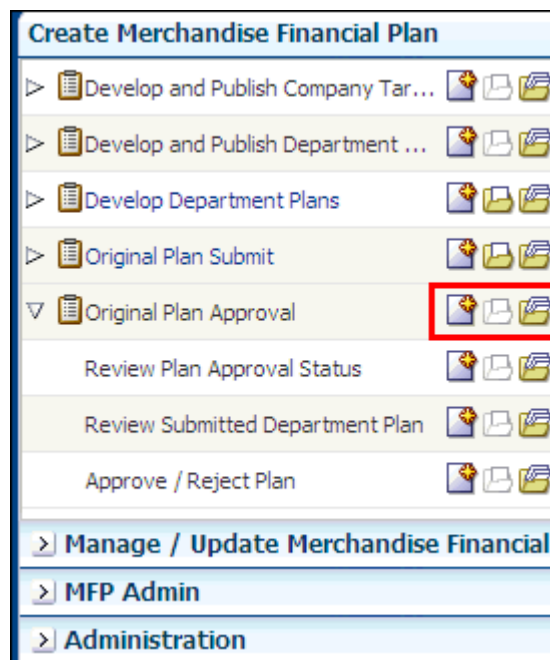 Create Merchandise Financial Plan
Develop and Publish Company Tar...
Develop and Publish Department ...
Develop Department Plans
Original Plan Submit
Original Plan Approval
Review Plan Approval Status
Review Submitted Department Plan
Approve / Reject Plan
Manage / Update Merchandise Financial
MFP Admin
Administration